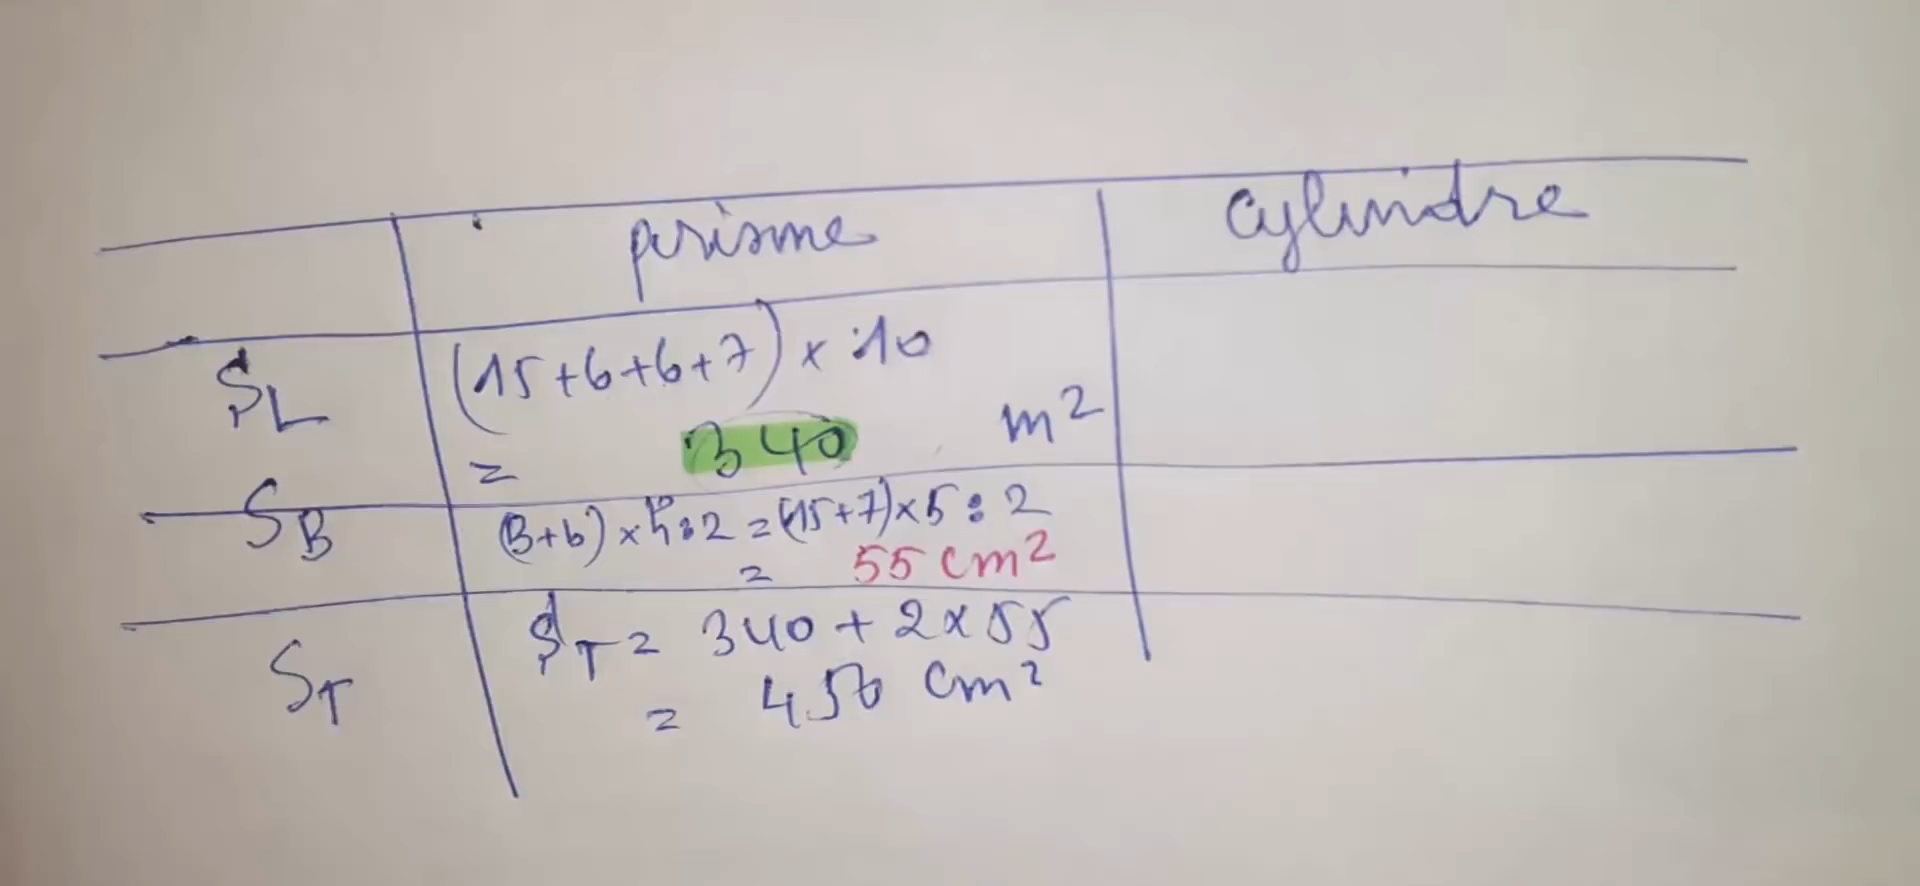 prisme cylindre
SL (15+6+6+7) × 10
= 340 m²
SB (B+b) × h:2 = (15+7)×5:2
= 55 cm²
ST ST = 340 + 2×55
= 450 cm²